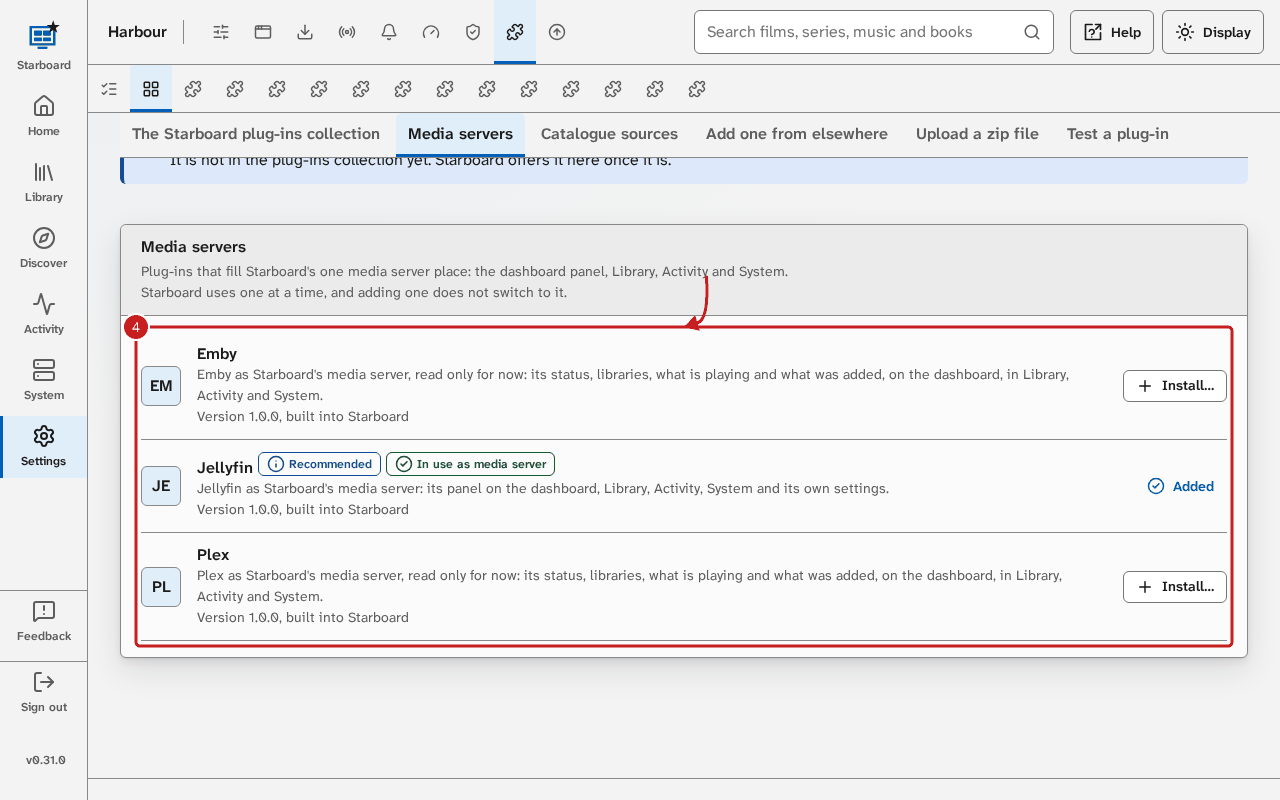 Starboard
Home
Library
Discover
Activity
System
Settings
Feedback
Sign out
v0.31.0
Harbour
Search films, series, music and books
Help
Display
The Starboard plug-ins collection
Media servers
Catalogue sources
Add one from elsewhere
Upload a zip file
Test a plug-in
It is not in the plug-ins collection yet. Starboard offers it here once it is.
Media servers
Plug-ins that fill Starboard's one media server place: the dashboard panel, Library, Activity and System.
Starboard uses one at a time, and adding one does not switch to it.
4
EM
Emby
Emby as Starboard's media server, read only for now: its status, libraries, what is playing and what was added, on the dashboard, in Library,
Activity and System.
Version 1.0.0, built into Starboard
Install...
JE
Jellyfin
Recommended
In use as media server
Jellyfin as Starboard's media server: its panel on the dashboard, Library, Activity, System and its own settings.
Version 1.0.0, built into Starboard
Added
PL
Plex
Plex as Starboard's media server, read only for now: its status, libraries, what is playing and what was added, on the dashboard, in Library,
Activity and System.
Version 1.0.0, built into Starboard
Install...